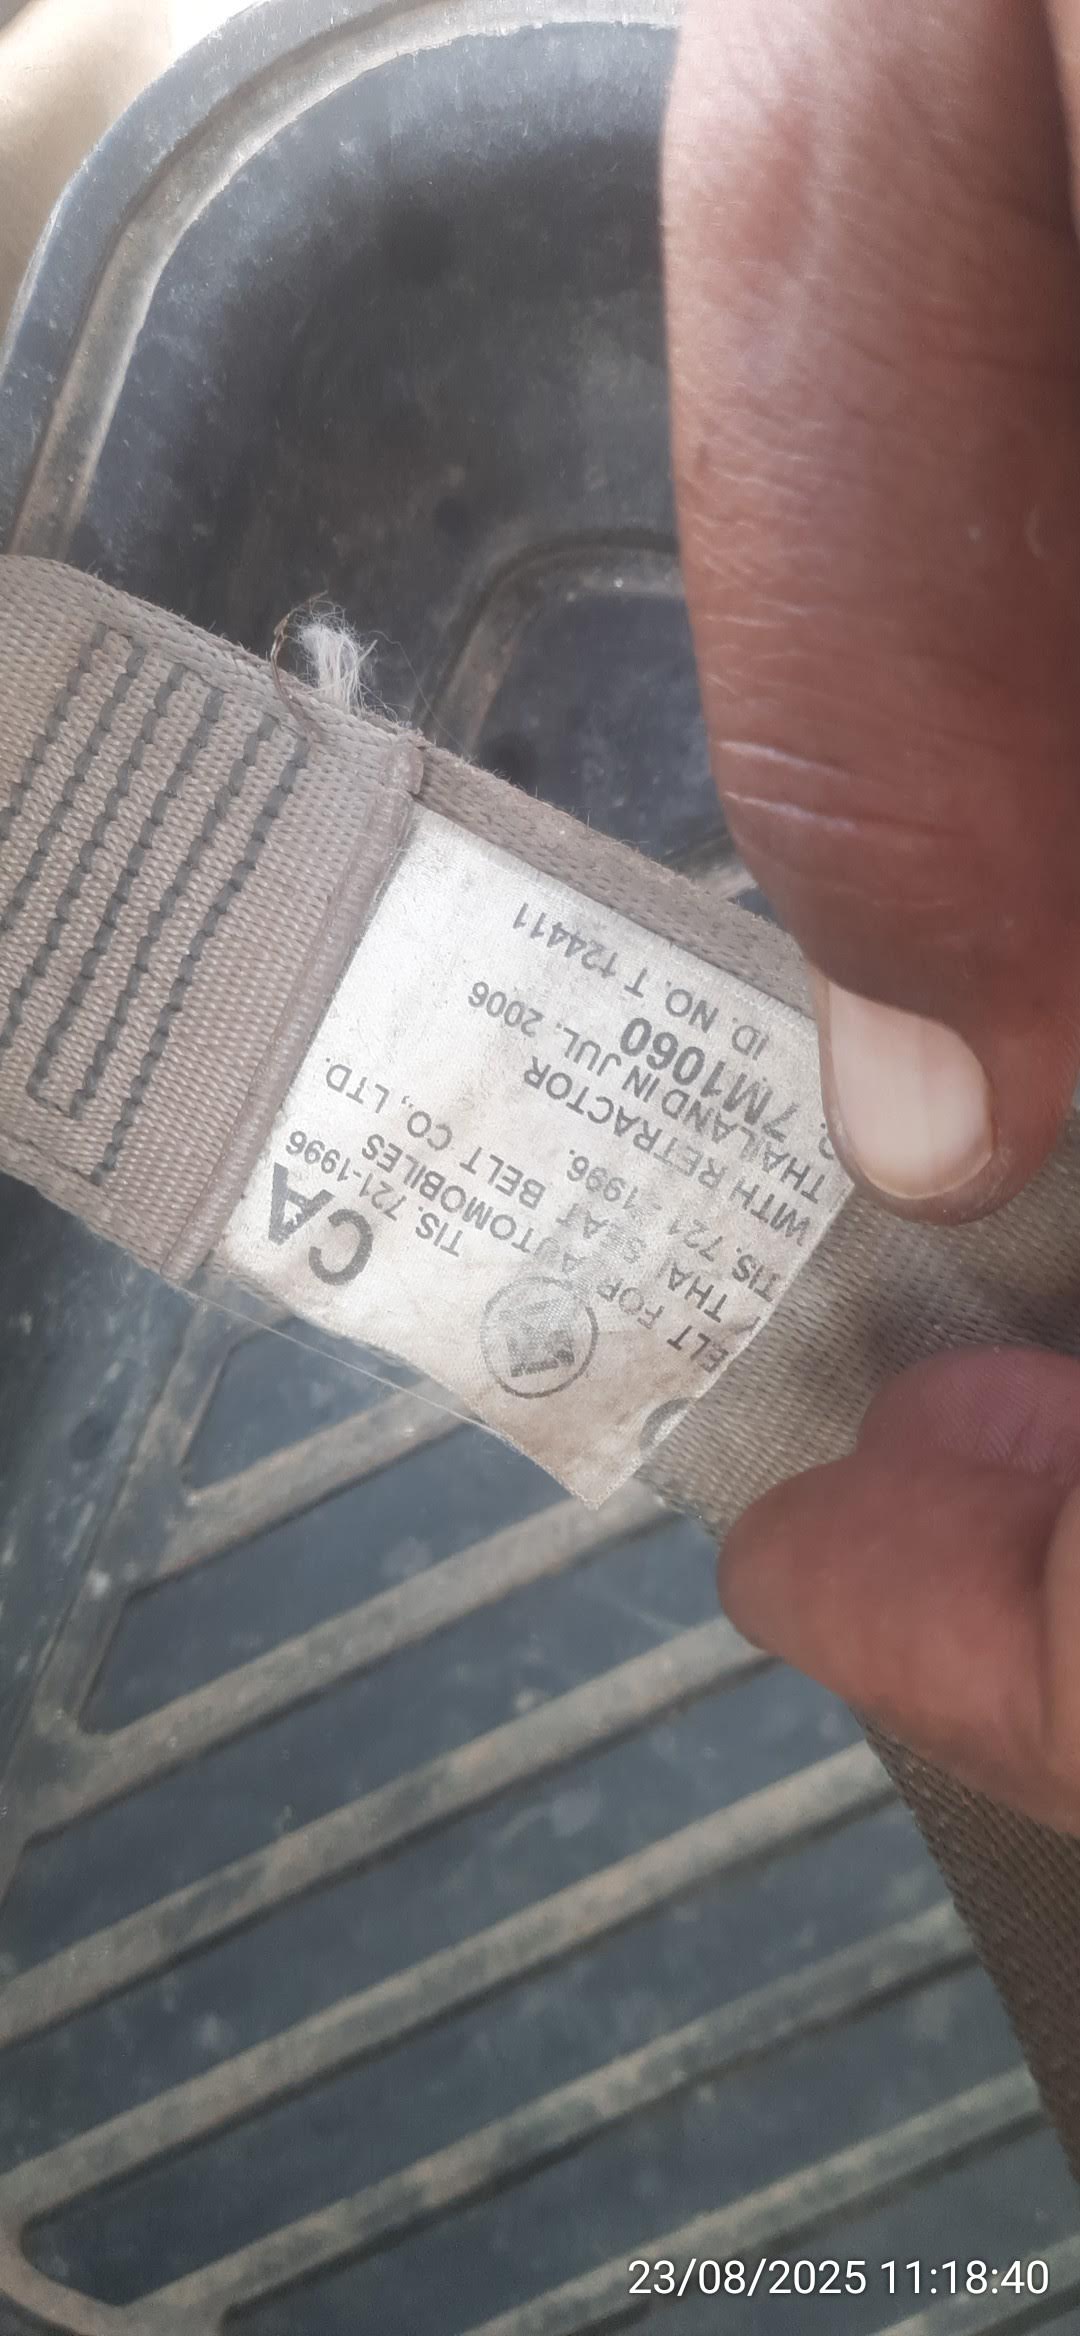 CA
TIS. 721-1996
ELT FOR AUTOMOBILES
THAI SEAT BELT CO., LTD.
TIS. 721 - 1996.
WITH RETRACTOR
THAILAND IN JUL. 2006
7M1060
ID. NO. T 124411
23/08/2025 11:18:40